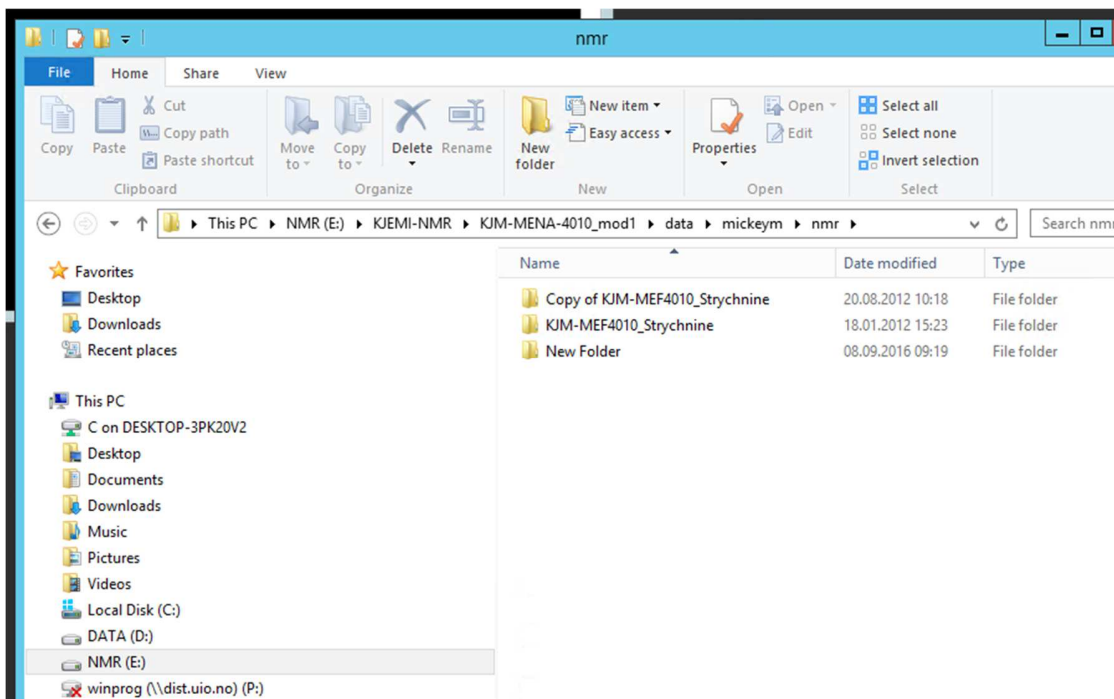 nmr
File Home Share View
Copy Paste Cut Copy path Paste shortcut
Move to Copy to Delete Rename
New folder New item Easy access
Properties Open Edit
Select all Select none Invert selection
Clipboard Organize New Open Select
This PC NMR (E:) KJEMI-NMR KJM-MENA-4010_mod1 data mickeym nmr Search nmr
Name Date modified Type
Copy of KJM-MEF4010_Strychnine 20.08.2012 10:18 File folder
KJM-MEF4010_Strychnine 18.01.2012 15:23 File folder
New Folder 08.09.2016 09:19 File folder
Favorites
Desktop
Downloads
Recent places
This PC
C on DESKTOP-3PK20V2
Desktop
Documents
Downloads
Music
Pictures
Videos
Local Disk (C:)
DATA (D:)
NMR (E:)
winprog (\\dist.uio.no) (P:)